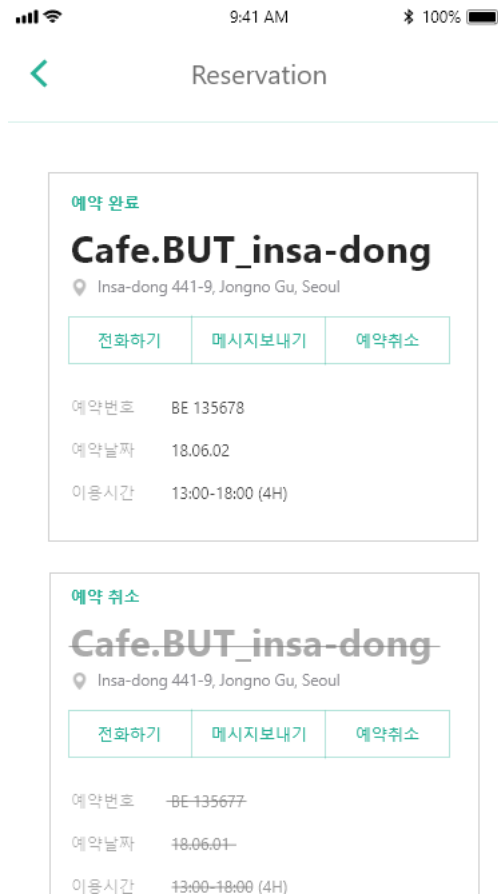 9:41 AM
100%
Reservation
예약 완료
Cafe.BUT_insa-dong
Insa-dong 441-9, Jongno Gu, Seoul
전화하기 메시지보내기 예약취소
예약번호 BE 135678
예약날짜 18.06.02
이용시간 13:00-18:00 (4H)
예약 취소
Cafe.BUT_insa-dong
Insa-dong 441-9, Jongno Gu, Seoul
전화하기 메시지보내기 예약취소
예약번호 BE 135677
예약날짜 18.06.01
이용시간 13:00-18:00 (4H)